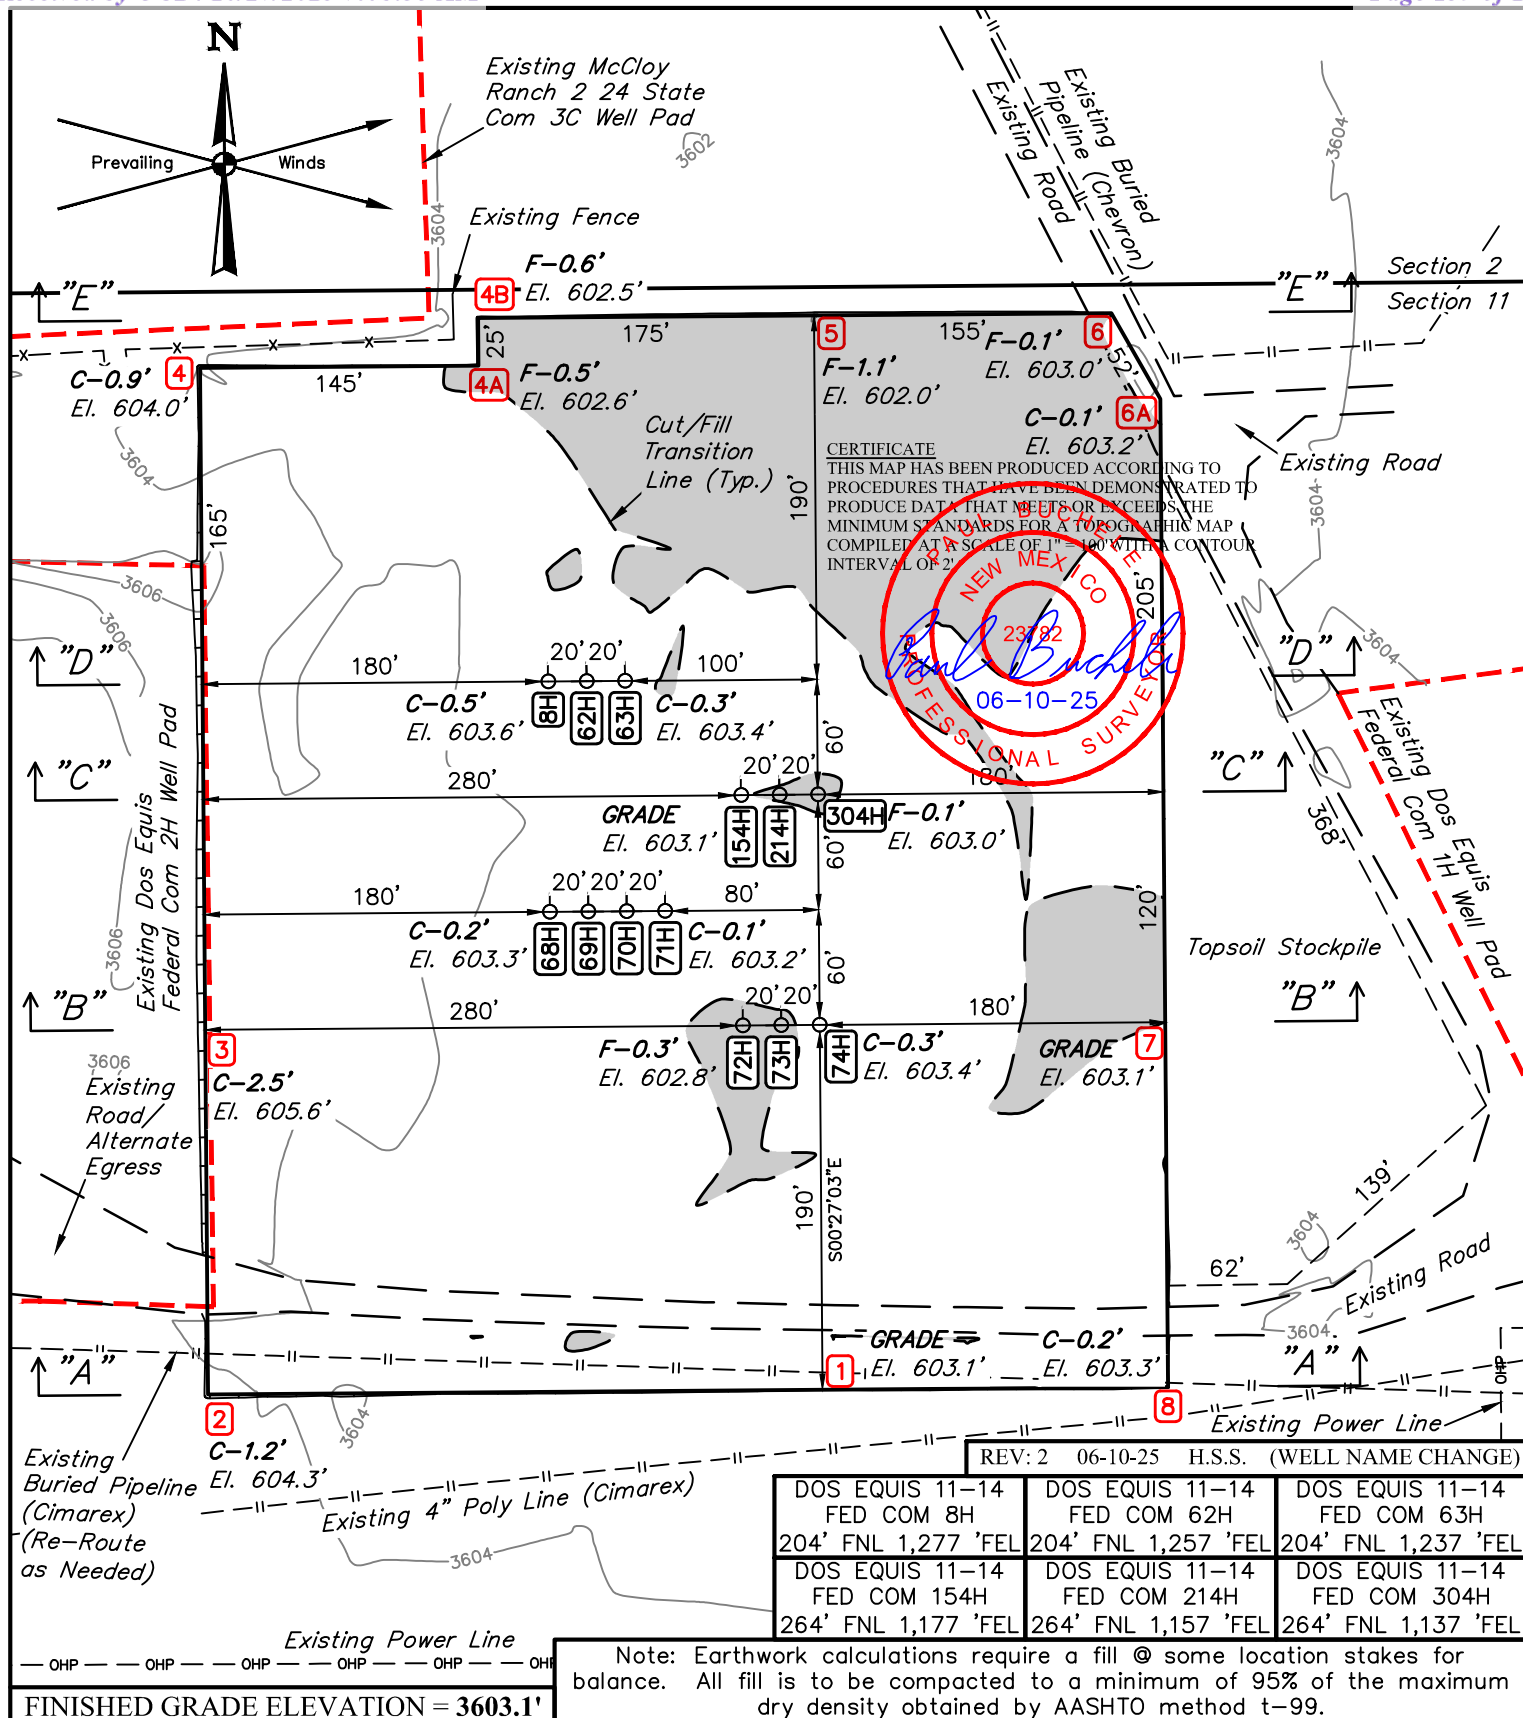 N
Prevailing
Winds
Existing McCloy
Ranch 2 24 State
Com 3C Well Pad
3602
Existing Buried
Pipeline (Chevron)
Existing Road
3604
3604
Existing Fence
"E"
"E"
Section 2
Section 11
4B
F-0.6'
El. 602.5'
25'
175'
5
155'
6
F-0.1'
El. 603.0'
52'
4
C-0.9'
El. 604.0'
145'
4A
F-0.5'
El. 602.6'
F-1.1'
El. 602.0'
6A
C-0.1'
El. 603.2'
Cut/Fill
Transition
Line (Typ.)
Existing Road
3604
3604
165'
190'
CERTIFICATE
THIS MAP HAS BEEN PRODUCED ACCORDING TO
PROCEDURES THAT HAVE BEEN DEMONSTRATED TO
PRODUCE DATA THAT MEETS OR EXCEEDS THE
MINIMUM STANDARDS FOR A TOPOGRAPHIC MAP
COMPILED AT A SCALE OF 1" = 100' WITH A CONTOUR
INTERVAL OF 2'
PAUL BUCHELE
NEW MEXICO
23782
PROFESSIONAL SURVEYOR
Paul Buchele
06-10-25
205'
3606
3606
3604
"D"
"D"
180'
20' 20'
100'
8H
62H
63H
C-0.5'
El. 603.6'
C-0.3'
El. 603.4'
60'
Existing Dos Equis
Federal Com 2H Well Pad
Existing Dos Equis
Federal Com 1H Well Pad
"C"
"C"
280'
20' 20'
180'
GRADE
El. 603.1'
154H
214H
304H
F-0.1'
El. 603.0'
60'
368'
180'
20' 20' 20'
80'
C-0.2'
El. 603.3'
68H
69H
70H
71H
C-0.1'
El. 603.2'
60'
120'
3606
Topsoil Stockpile
"B"
"B"
280'
20' 20'
180'
3
C-2.5'
El. 605.6'
F-0.3'
El. 602.8'
72H
73H
74H
C-0.3'
El. 603.4'
GRADE
El. 603.1'
7
3606
Existing
Road/
Alternate
Egress
190'
S00°27'03"E
139'
62'
3604
Existing Road
3604
"A"
"A"
1
GRADE
El. 603.1'
C-0.2'
El. 603.3'
OHP
2
C-1.2'
El. 604.3'
3604
8
Existing Power Line
Existing
Buried Pipeline
(Cimarex)
(Re-Route
as Needed)
Existing 4" Poly Line (Cimarex)
3604
REV: 2 06-10-25 H.S.S. (WELL NAME CHANGE)
DOS EQUIS 11-14
FED COM 8H
204' FNL 1,277 'FEL
DOS EQUIS 11-14
FED COM 62H
204' FNL 1,257 'FEL
DOS EQUIS 11-14
FED COM 63H
204' FNL 1,237 'FEL
DOS EQUIS 11-14
FED COM 154H
264' FNL 1,177 'FEL
DOS EQUIS 11-14
FED COM 214H
264' FNL 1,157 'FEL
DOS EQUIS 11-14
FED COM 304H
264' FNL 1,137 'FEL
Existing Power Line
OHP OHP OHP OHP OHP OHP
Note: Earthwork calculations require a fill @ some location stakes for
balance. All fill is to be compacted to a minimum of 95% of the maximum
dry density obtained by AASHTO method t-99.
FINISHED GRADE ELEVATION = 3603.1'